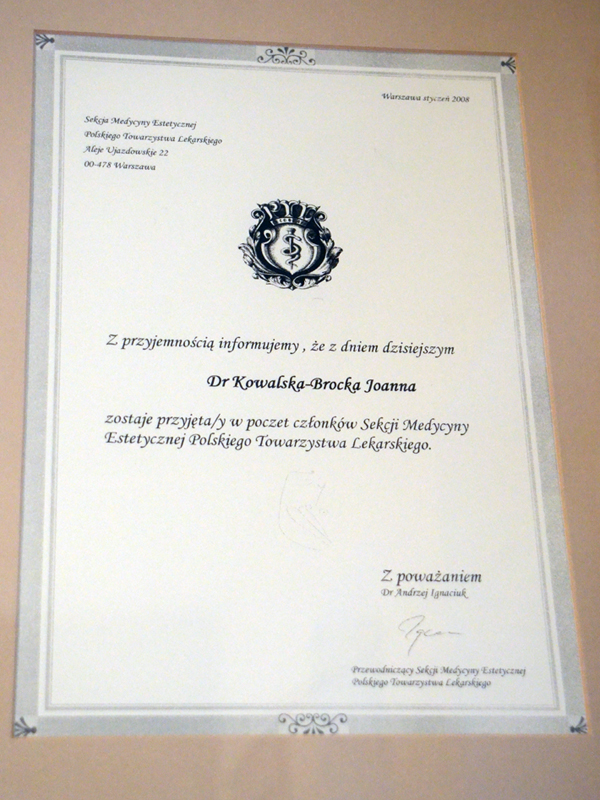 Warszawa styczeń 2008
Sekcja Medycyny Estetycznej
Polskiego Towarzystwa Lekarskiego
Aleje Ujazdowskie 22
00-478 Warszawa
PTL
Z przyjemnością informujemy , że z dniem dzisiejszym
Dr Kowalska-Brocka Joanna
zostaje przyjęta/y w poczet członków Sekcji Medycyny
Estetycznej Polskiego Towarzystwa Lekarskiego.
Z poważaniem
Dr Andrzej Ignaciuk
Przewodniczący Sekcji Medycyny Estetycznej
Polskiego Towarzystwa Lekarskiego